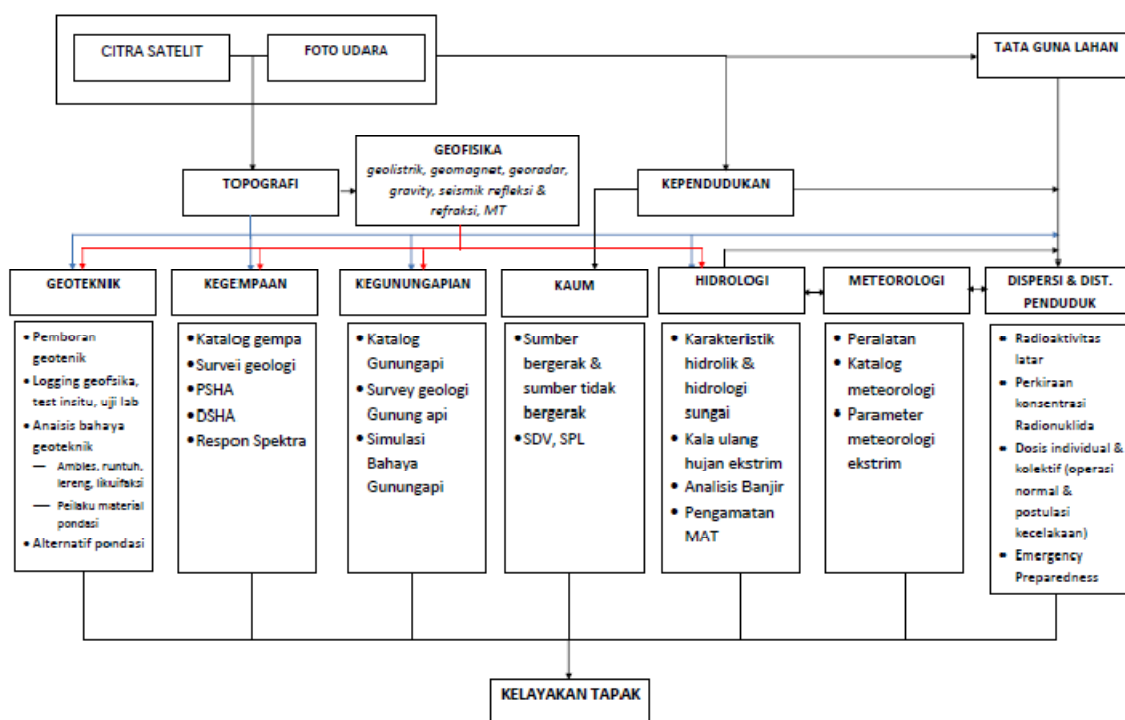 CITRA SATELIT
FOTO UDARA
TATA GUNA LAHAN
GEOFISIKA
geolistrik, geomagnet, georadar,
gravity, seismik refleksi &
refraksi, MT
TOPOGRAFI
KEPENDUDUKAN
GEOTEKNIK
KEGEMPAAN
KEGUNUNGAPIAN
KAUM
HIDROLOGI
METEOROLOGI
DISPERSI & DIST.
PENDUDUK
• Pemboran
geotenik
• Logging geofsika,
test insitu, uji lab
• Anaisis bahaya
geoteknik
— Ambles, runtuh,
lereng, likuifaksi
— Peilaku material
pondasi
• Alternatif pondasi
• Katalog gempa
• Survei geologi
• PSHA
• DSHA
• Respon Spektra
• Katalog
Gunungapi
• Survey geologi
Gunung api
• Simulasi
Bahaya
Gunungapi
• Sumber
bergerak &
sumber tidak
bergerak
• SDV, SPL
• Karakteristik
hidrolik &
hidrologi
sungai
• Kala ulang
hujan ekstrim
• Analisis Banjir
• Pengamatan
MAT
• Peralatan
• Katalog
meteorologi
• Parameter
meteorologi
ekstrim
• Radioaktivitas
latar
• Perkiraan
konsentrasi
Radionuklida
• Dosis individual &
kolektif (operasi
normal &
postulasi
kecelakaan)
• Emergency
Preparedness
KELAYAKAN TAPAK